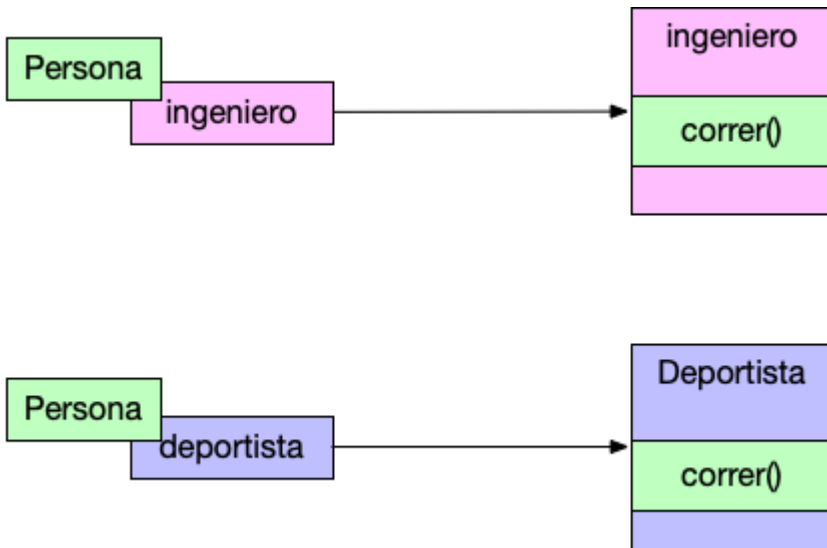 Persona
ingeniero
ingeniero
correr()
Persona
deportista
Deportista
correr()